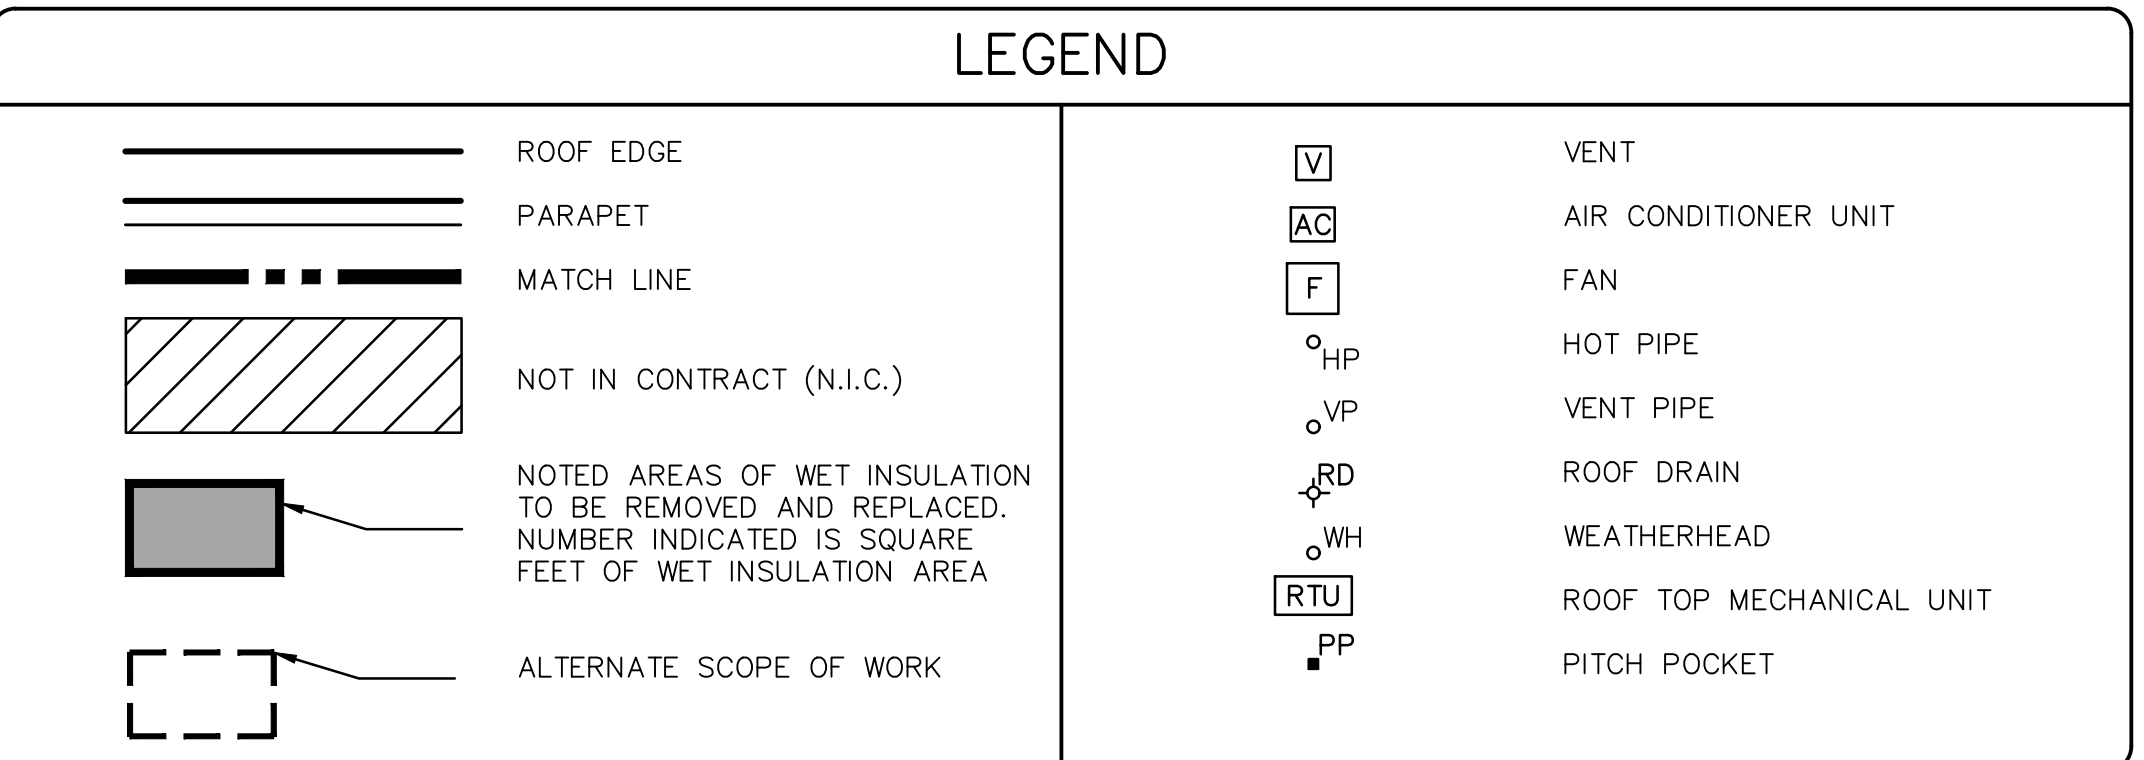 LEGEND
ROOF EDGE
PARAPET
MATCH LINE
NOT IN CONTRACT (N.I.C.)
NOTED AREAS OF WET INSULATION
TO BE REMOVED AND REPLACED.
NUMBER INDICATED IS SQUARE
FEET OF WET INSULATION AREA
ALTERNATE SCOPE OF WORK
V VENT
AC AIR CONDITIONER UNIT
F FAN
HP HOT PIPE
VP VENT PIPE
RD ROOF DRAIN
WH WEATHERHEAD
RTU ROOF TOP MECHANICAL UNIT
PP PITCH POCKET